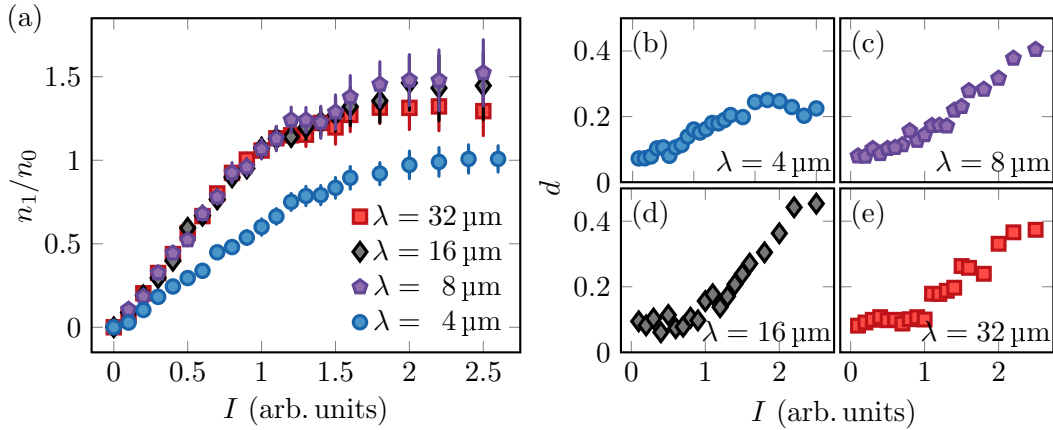 (a)
n₁/n₀
1.5
1
0.5
0
λ = 32 µm
λ = 16 µm
λ = 8 µm
λ = 4 µm
0 0.5 1 1.5 2 2.5
I (arb. units)
(b) (c)
0.4
0.2
0
λ = 4 µm λ = 8 µm
d
(d) (e)
0.4
0.2
0
λ = 16 µm λ = 32 µm
0 1 2 0 1 2
I (arb. units)